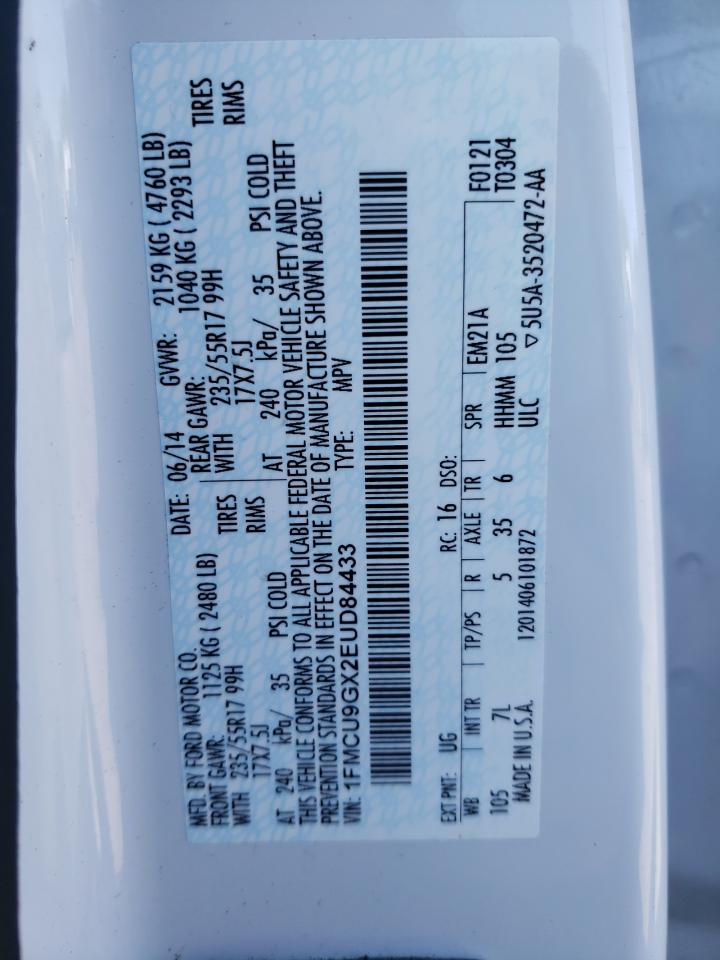 MFD. BY FORD MOTOR CO.
DATE: 06/14 GVWR: 2159 KG ( 4760 LB)
FRONT GAWR: 1125 KG ( 2480 LB)
REAR GAWR: 1040 KG ( 2293 LB)
WITH 235/55R17 99H TIRES
WITH 235/55R17 99H TIRES
17X7.5J RIMS
17X7.5J RIMS
AT 240 kPa/ 35 PSI COLD
AT 240 kPa/ 35 PSI COLD
THIS VEHICLE CONFORMS TO ALL APPLICABLE FEDERAL MOTOR VEHICLE SAFETY AND THEFT
PREVENTION STANDARDS IN EFFECT ON THE DATE OF MANUFACTURE SHOWN ABOVE.
VIN: 1FMCU9GX2EUD84433 TYPE: MPV
EXT PNT: UG RC: 16 DSO:
WB INT TR TP/PS R AXLE TR SPR EM21A F0121
105 7L 5 35 6 HHMM 105 T0304
MADE IN U.S.A. 1201406101872 ULC ▽5U5A-3520472-AA